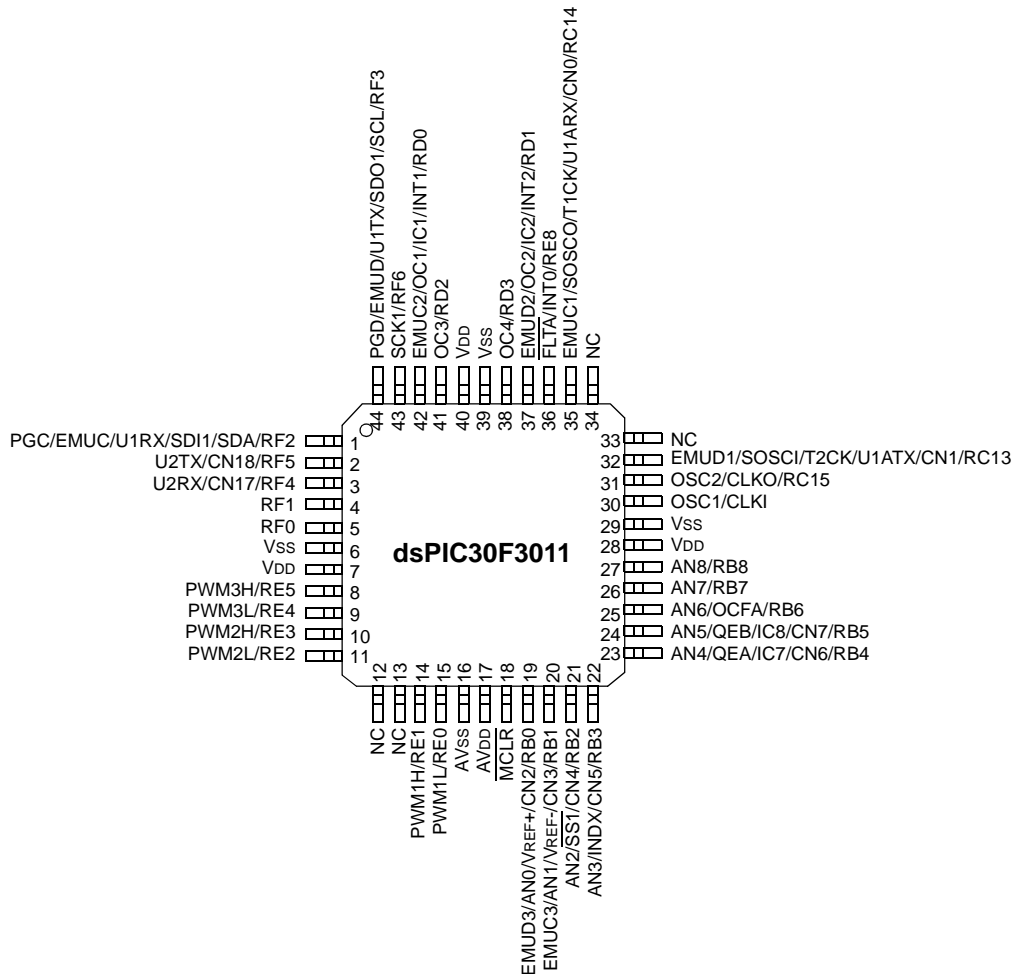 PGD/EMUD/U1TX/SDO1/SCL/RF3
SCK1/RF6
EMUC2/OC1/IC1/INT1/RD0
OC3/RD2
VDD
VSS
OC4/RD3
EMUD2/OC2/IC2/INT2/RD1
FLTA/INT0/RE8
EMUC1/SOSCO/T1CK/U1ARX/CN0/RC14
NC
44
43
42
41
40
39
38
37
36
35
34
PGC/EMUC/U1RX/SDI1/SDA/RF2 1
U2TX/CN18/RF5 2
U2RX/CN17/RF4 3
RF1 4
RF0 5
VSS 6
VDD 7
PWM3H/RE5 8
PWM3L/RE4 9
PWM2H/RE3 10
PWM2L/RE2 11
dsPIC30F3011
33 NC
32 EMUD1/SOSCI/T2CK/U1ATX/CN1/RC13
31 OSC2/CLKO/RC15
30 OSC1/CLKI
29 VSS
28 VDD
27 AN8/RB8
26 AN7/RB7
25 AN6/OCFA/RB6
24 AN5/QEB/IC8/CN7/RB5
23 AN4/QEA/IC7/CN6/RB4
12
13
14
15
16
17
18
19
20
21
22
NC
NC
PWM1H/RE1
PWM1L/RE0
AVSS
AVDD
MCLR
EMUD3/AN0/VREF+/CN2/RB0
EMUC3/AN1/VREF-/CN3/RB1
AN2/SS1/CN4/RB2
AN3/INDX/CN5/RB3